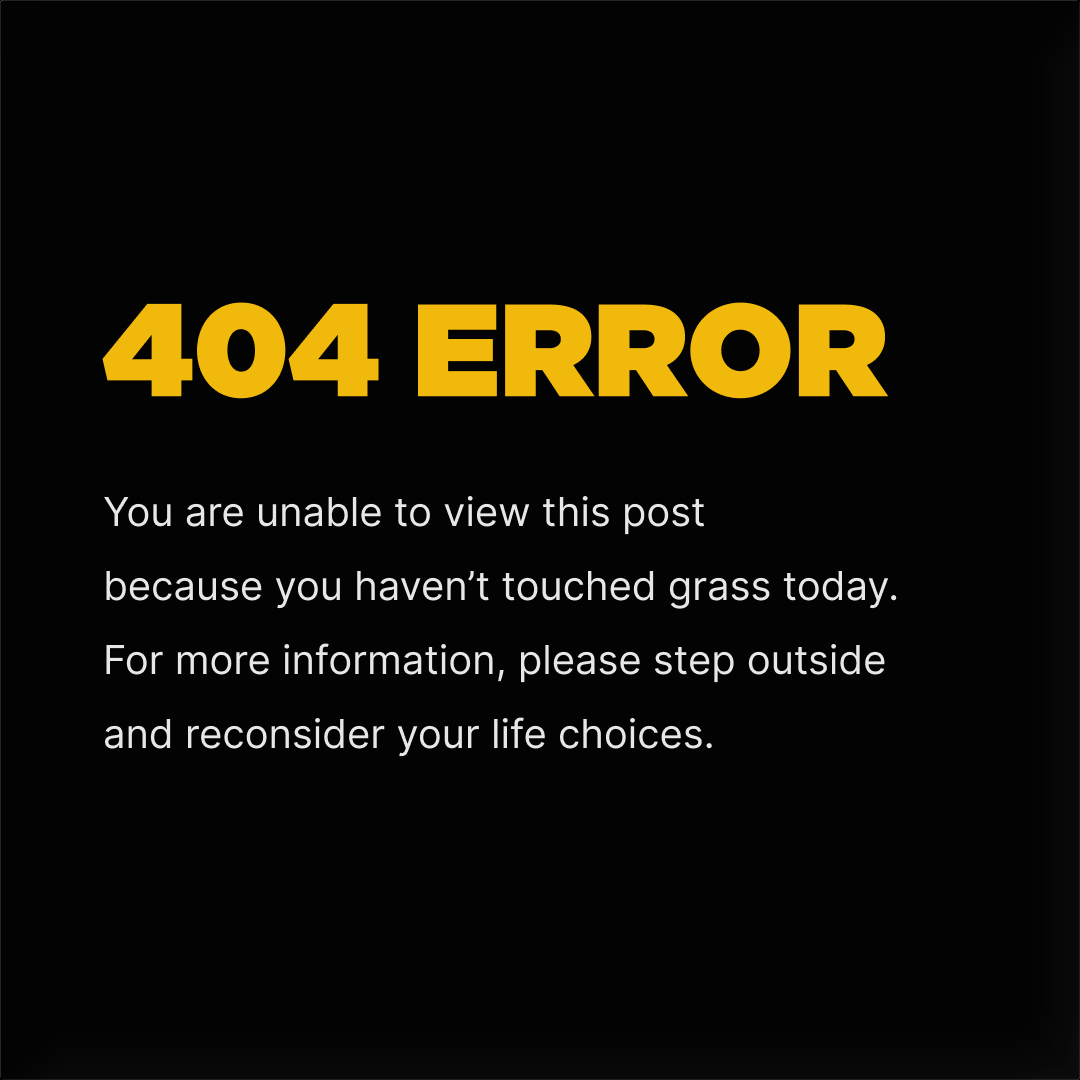 404 ERROR
You are unable to view this post
because you haven’t touched grass today.
For more information, please step outside
and reconsider your life choices.